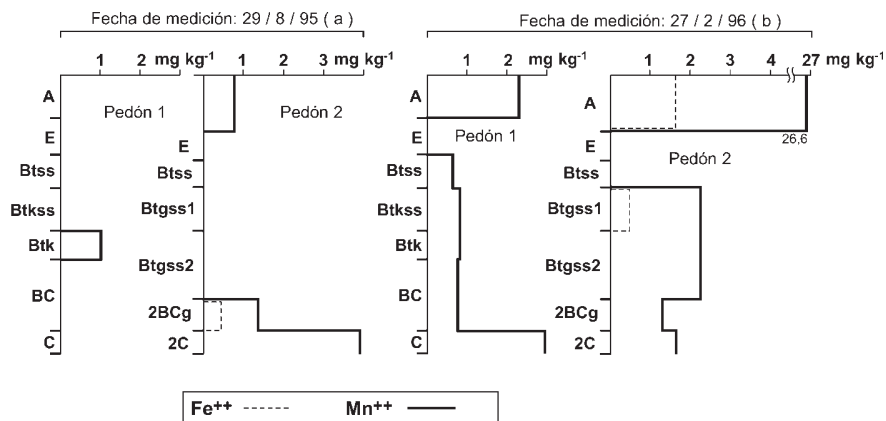 Fecha de medición: 29 / 8 / 95 ( a )
Fecha de medición: 27 / 2 / 96 ( b )
1 2 mg kg-1
1 2 3 mg kg-1
1 2 mg kg-1
1 2 3 4 27 mg kg-1
Pedón 1
A
E
Btss
Btkss
Btk
BC
C
Pedón 2
E
Btss
Btgss1
Btgss2
2BCg
2C
Pedón 1
A
E
Btss
Btkss
Btk
BC
C
26,6
Pedón 2
A
E
Btss
Btgss1
Btgss2
2BCg
2C
Fe++ Mn++